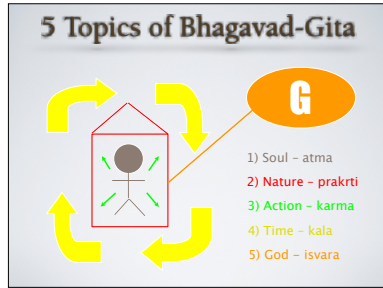 5 Topics of Bhagavad-Gita
G
1) Soul – atma
2) Nature – prakrti
3) Action – karma
4) Time – kala
5) God – isvara